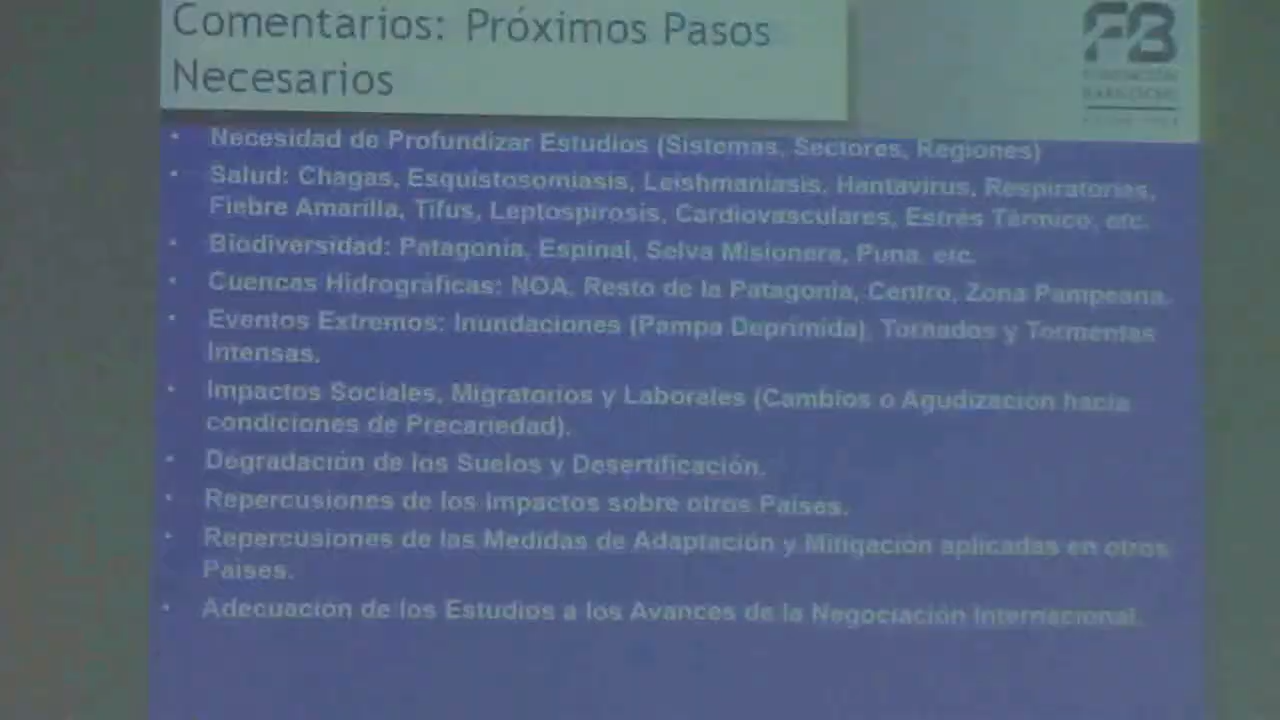 Comentarios: Próximos Pasos
Necesarios
FB
FUNDACIÓN
BARILOCHE
• Necesidad de Profundizar Estudios (Sistemas, Sectores, Regiones)
• Salud: Chagas, Esquistosomiasis, Leishmaniasis, Hantavirus, Respiratorias,
Fiebre Amarilla, Tifus, Leptospirosis, Cardiovasculares, Estrés Térmico, etc.
• Biodiversidad: Patagonia, Espinal, Selva Misionera, Puna, etc.
• Cuencas Hidrográficas: NOA, Resto de la Patagonia, Centro, Zona Pampeana.
• Eventos Extremos: Inundaciones (Pampa Deprimida), Tornados y Tormentas
Intensas.
• Impactos Sociales, Migratorios y Laborales (Cambios o Agudización hacia
condiciones de Precariedad).
• Degradación de los Suelos y Desertificación.
• Repercusiones de los Impactos sobre otros Países.
• Repercusiones de las Medidas de Adaptación y Mitigación aplicadas en otros
Países.
• Adecuación de los Estudios a los Avances de la Negociación Internacional.